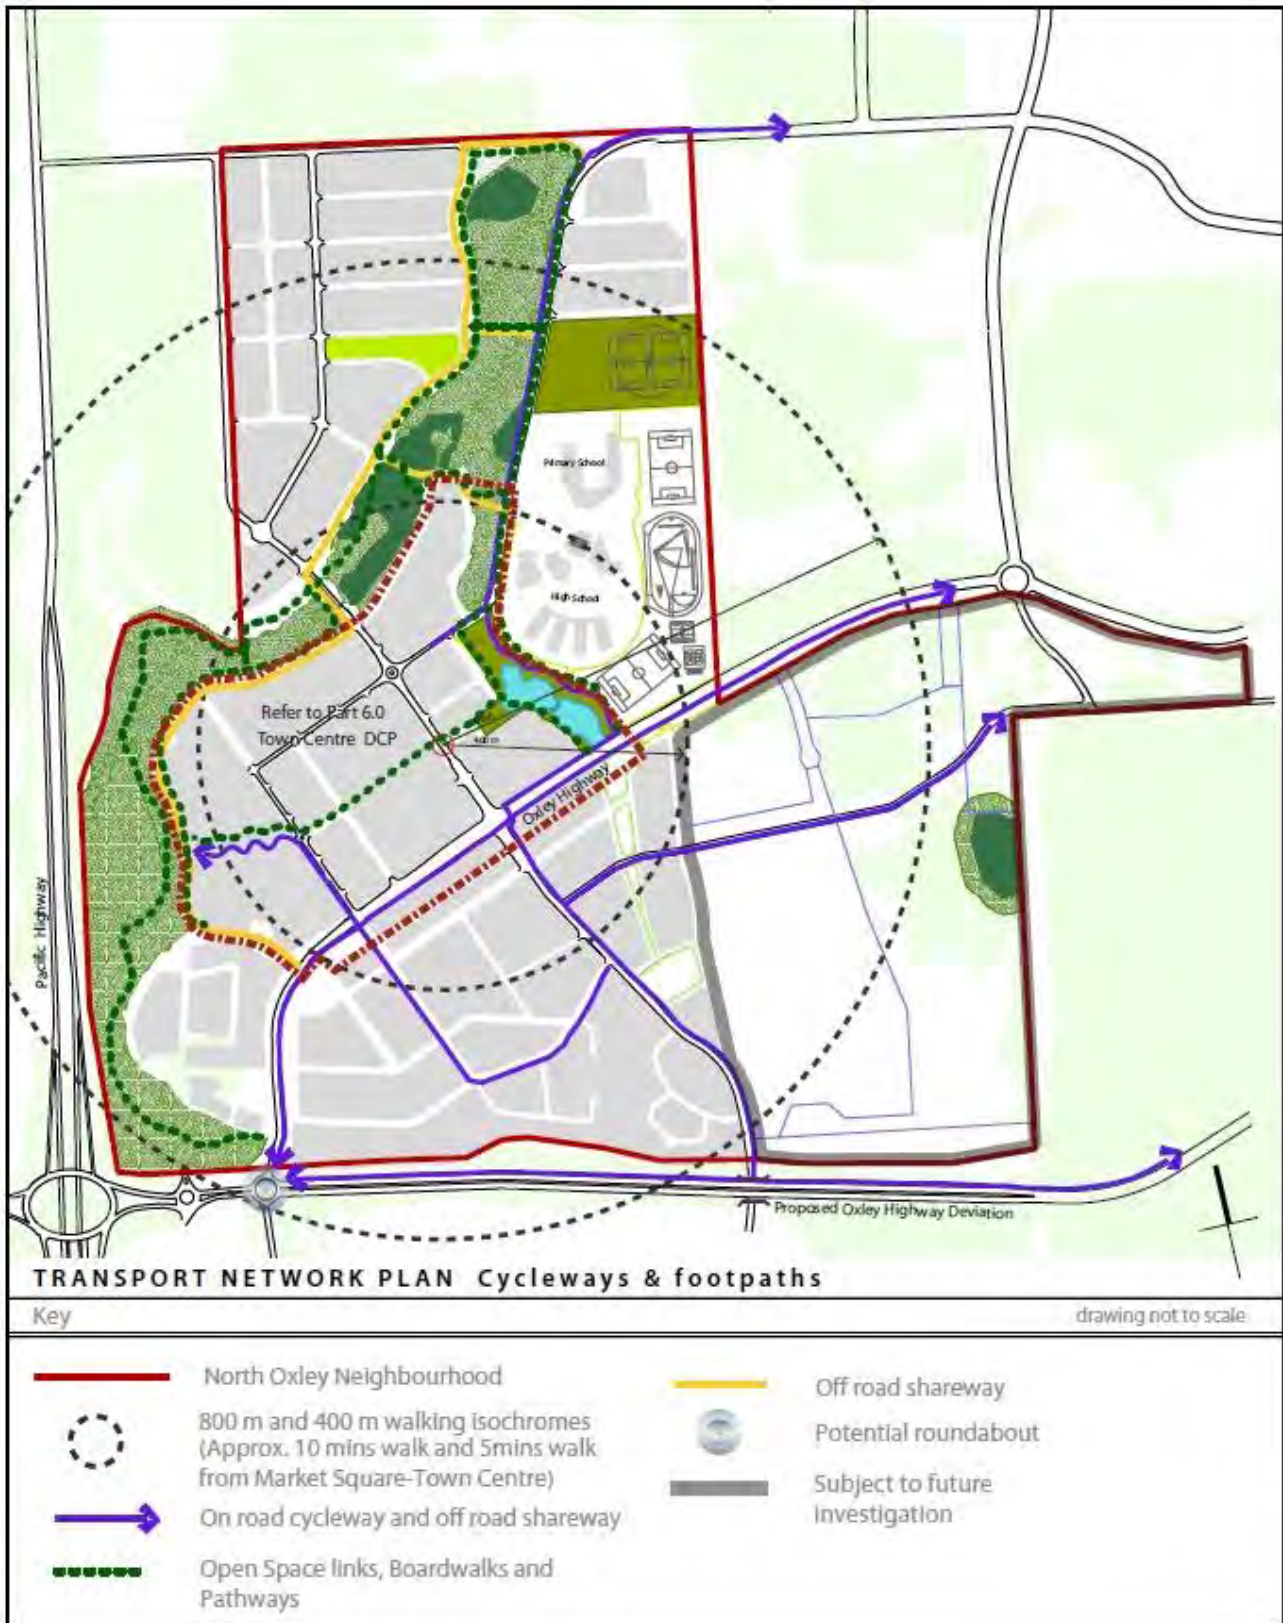 Primary School
High School
Refer to Part 6.0
Town Centre DCP
400 m
Oxley Highway
Pacific Highway
Proposed Oxley Highway Deviation
TRANSPORT NETWORK PLAN Cycleways & footpaths
Key
drawing not to scale
North Oxley Neighbourhood
800 m and 400 m walking isochromes
(Approx. 10 mins walk and 5mins walk
from Market Square-Town Centre)
On road cycleway and off road shareway
Open Space links, Boardwalks and
Pathways
Off road shareway
Potential roundabout
Subject to future
investigation